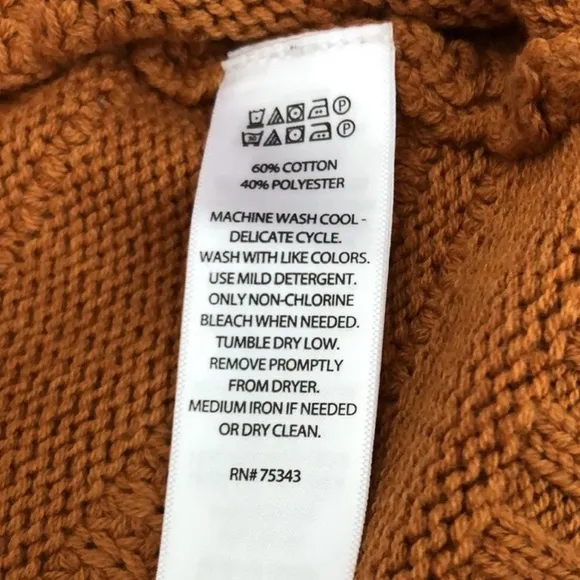 60% COTTON
40% POLYESTER
MACHINE WASH COOL -
DELICATE CYCLE.
WASH WITH LIKE COLORS.
USE MILD DETERGENT.
ONLY NON-CHLORINE
BLEACH WHEN NEEDED.
TUMBLE DRY LOW.
REMOVE PROMPTLY
FROM DRYER.
MEDIUM IRON IF NEEDED
OR DRY CLEAN.
RN# 75343